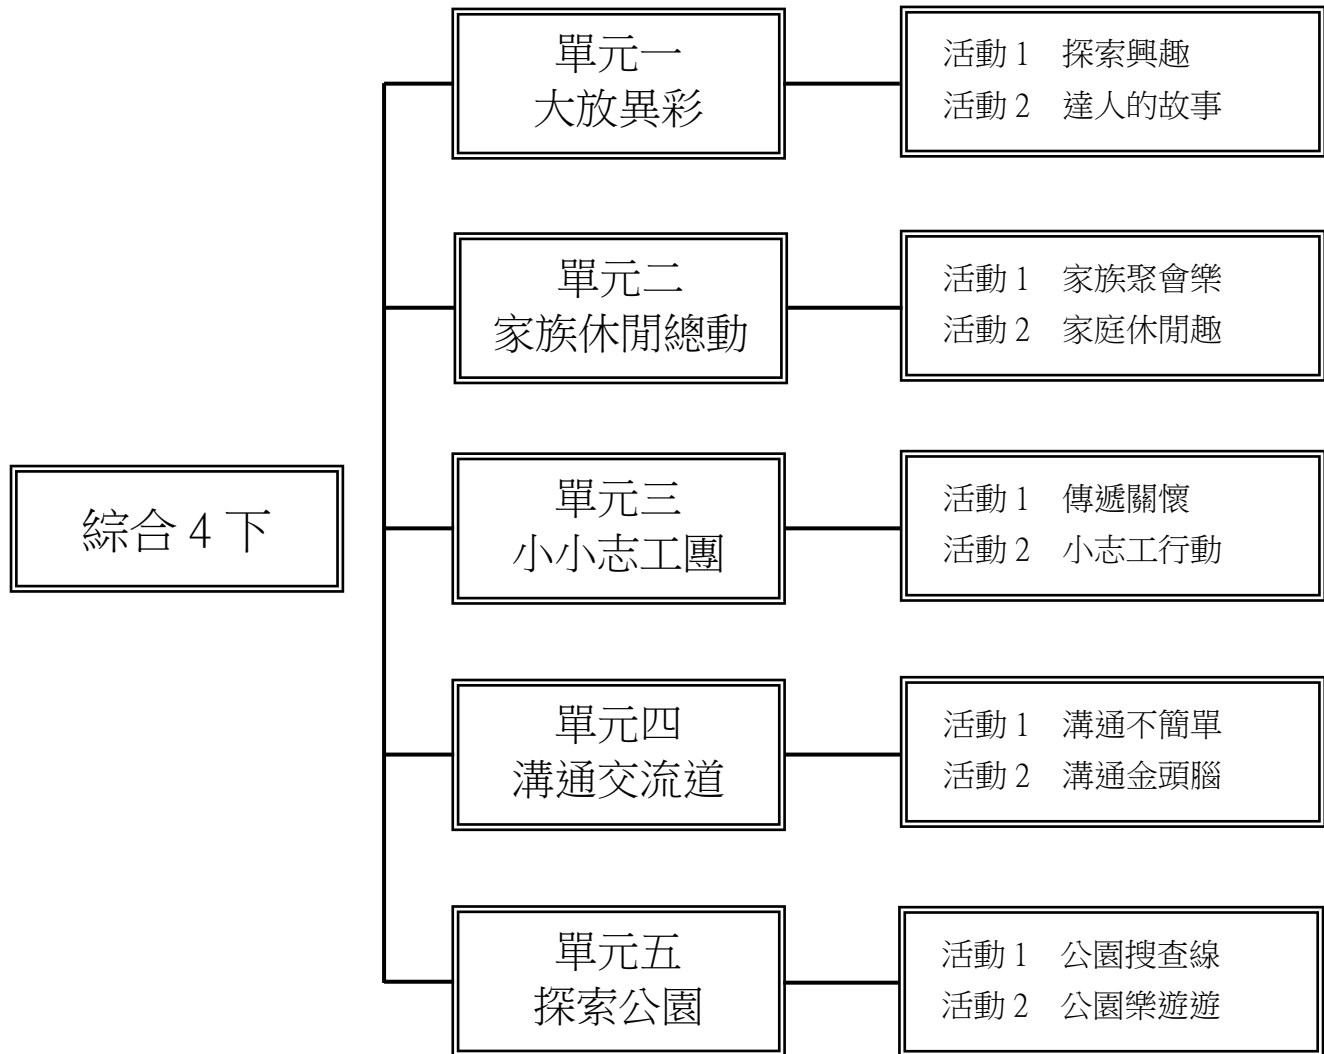 單元一
大放異彩
活動 1　探索興趣
活動 2　達人的故事
單元二
家族休閒總動
活動 1　家族聚會樂
活動 2　家庭休閒趣
綜合 4 下
單元三
小小志工團
活動 1　傳遞關懷
活動 2　小志工行動
單元四
溝通交流道
活動 1　溝通不簡單
活動 2　溝通金頭腦
單元五
探索公園
活動 1　公園搜查線
活動 2　公園樂遊遊